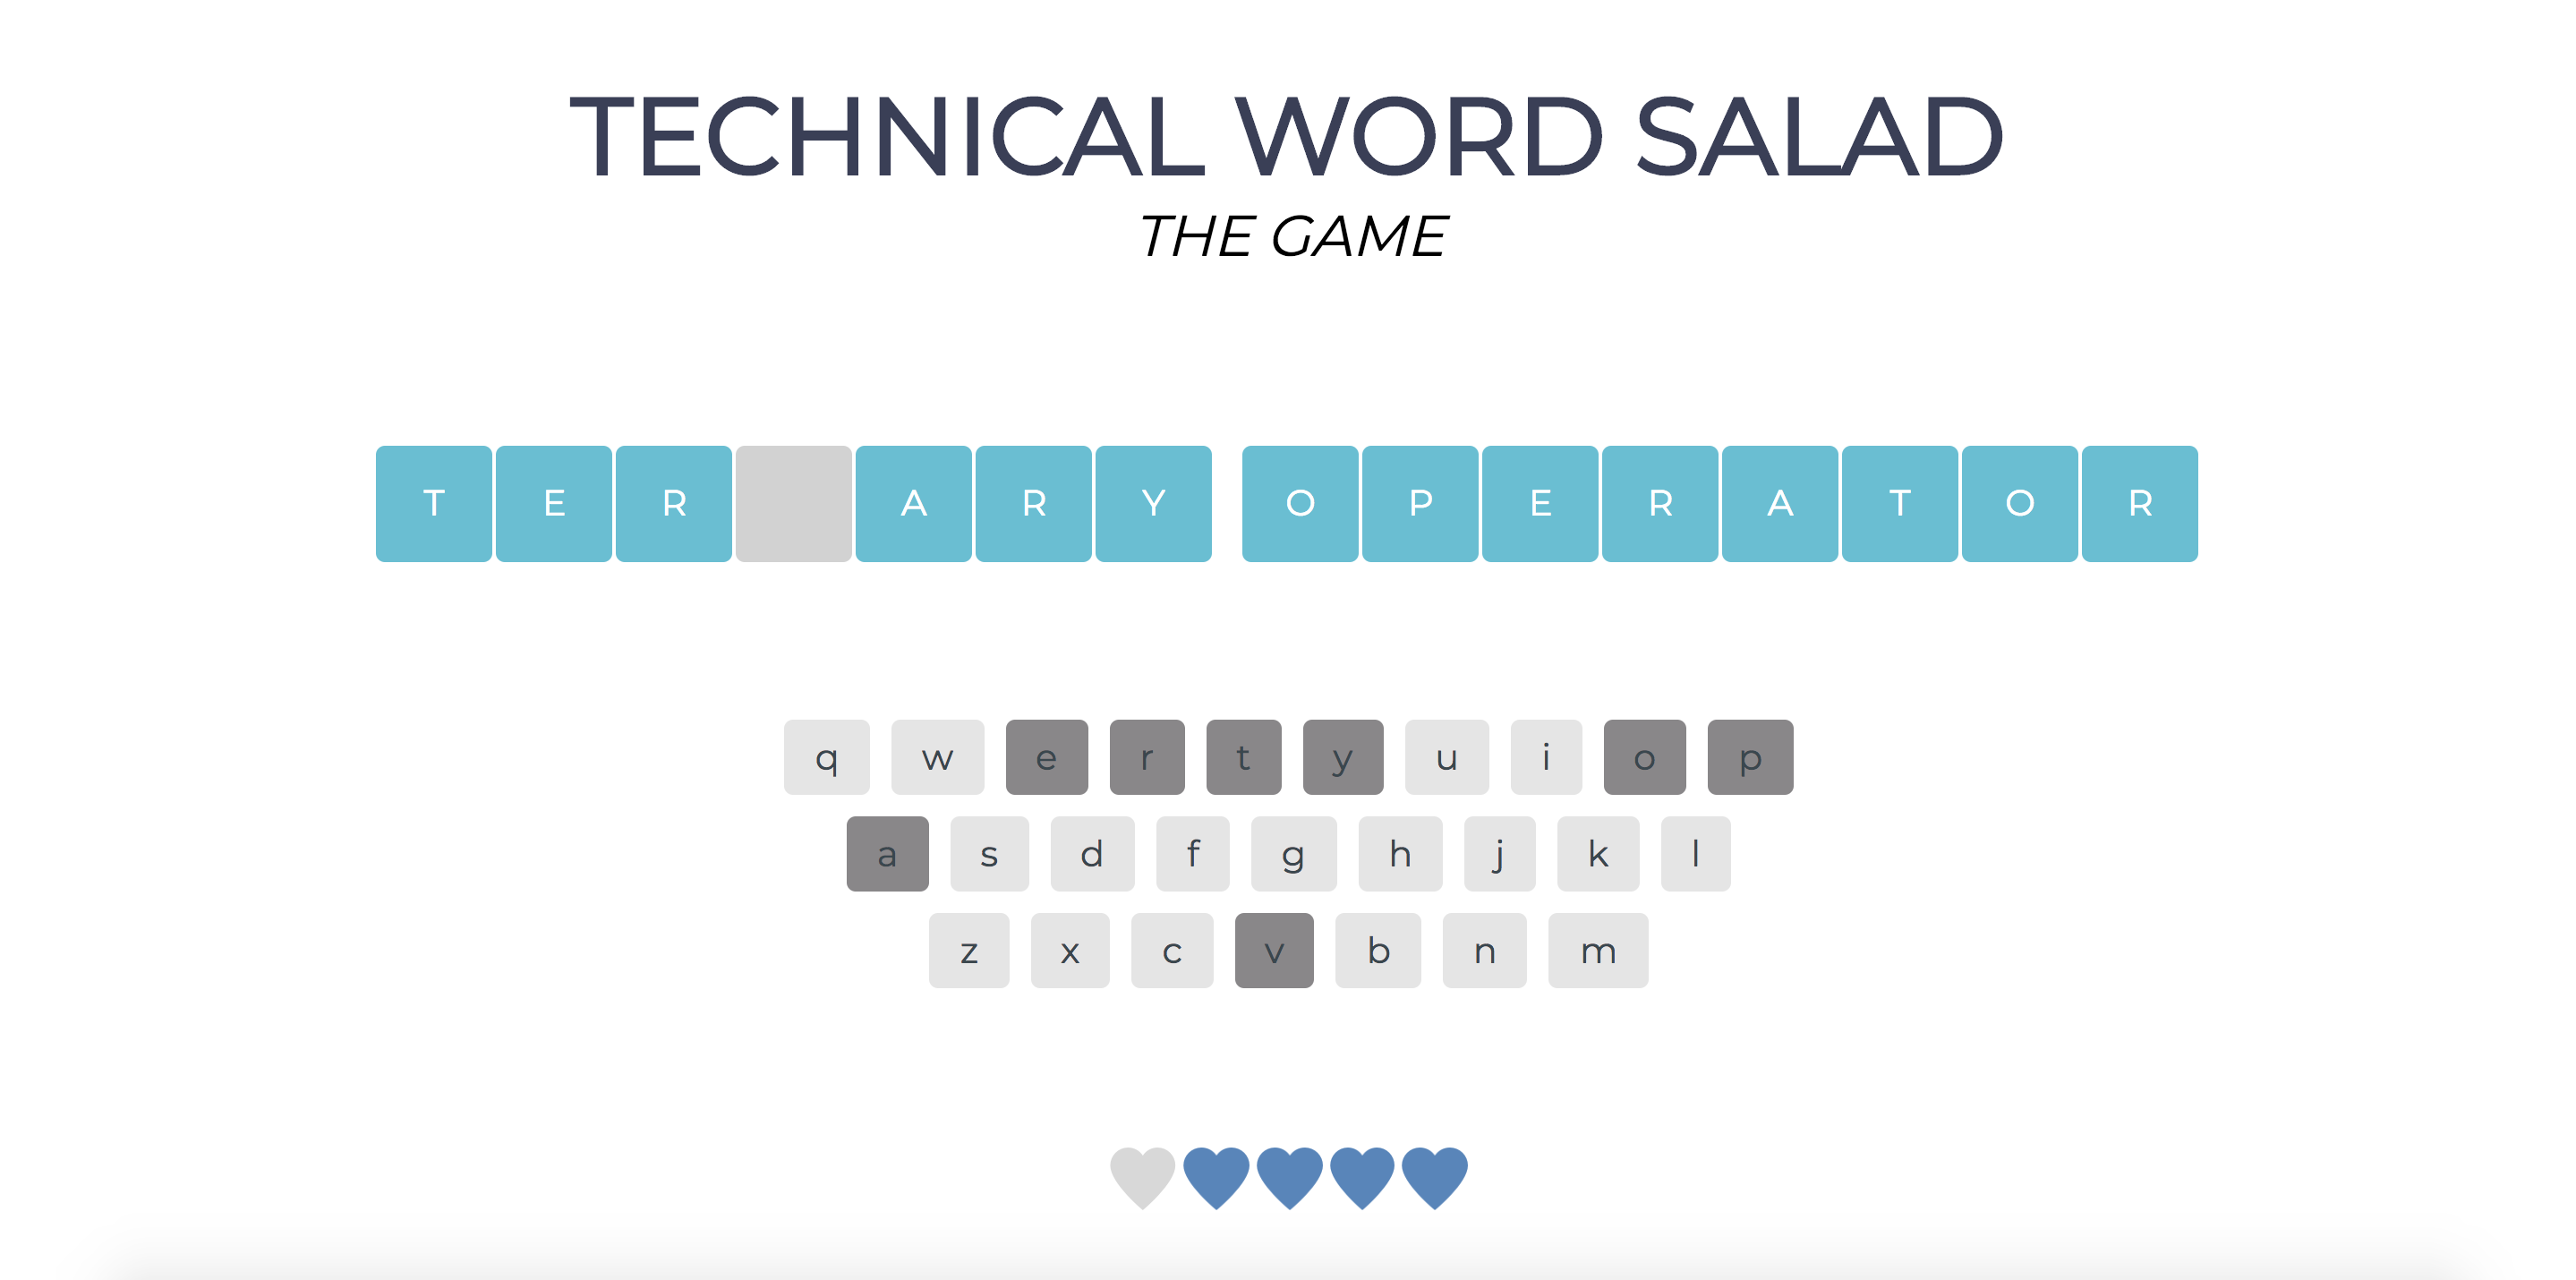 TECHNICAL WORD SALAD
THE GAME
T E R A R Y O P E R A T O R
q w e r t y u i o p
a s d f g h j k l
z x c v b n m